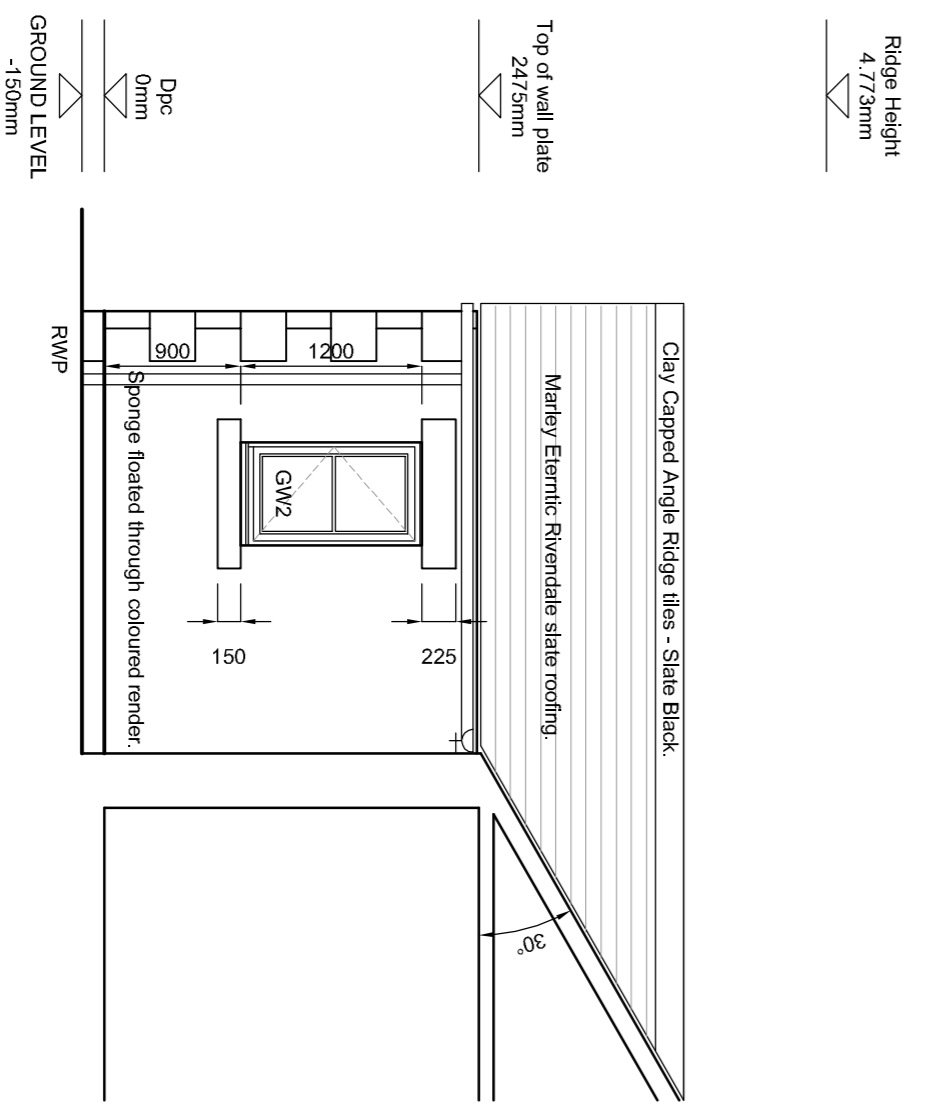 Ridge Height
4.773mm
Top of wall plate
2475mm
Dpc
0mm
GROUND LEVEL
-150mm
Clay Capped Angle Ridge tiles - Slate Black.
Marley Eterntic Rivendale slate roofing.
Sponge floated through coloured render.
RWP
900
1200
GW2
150
225
30°